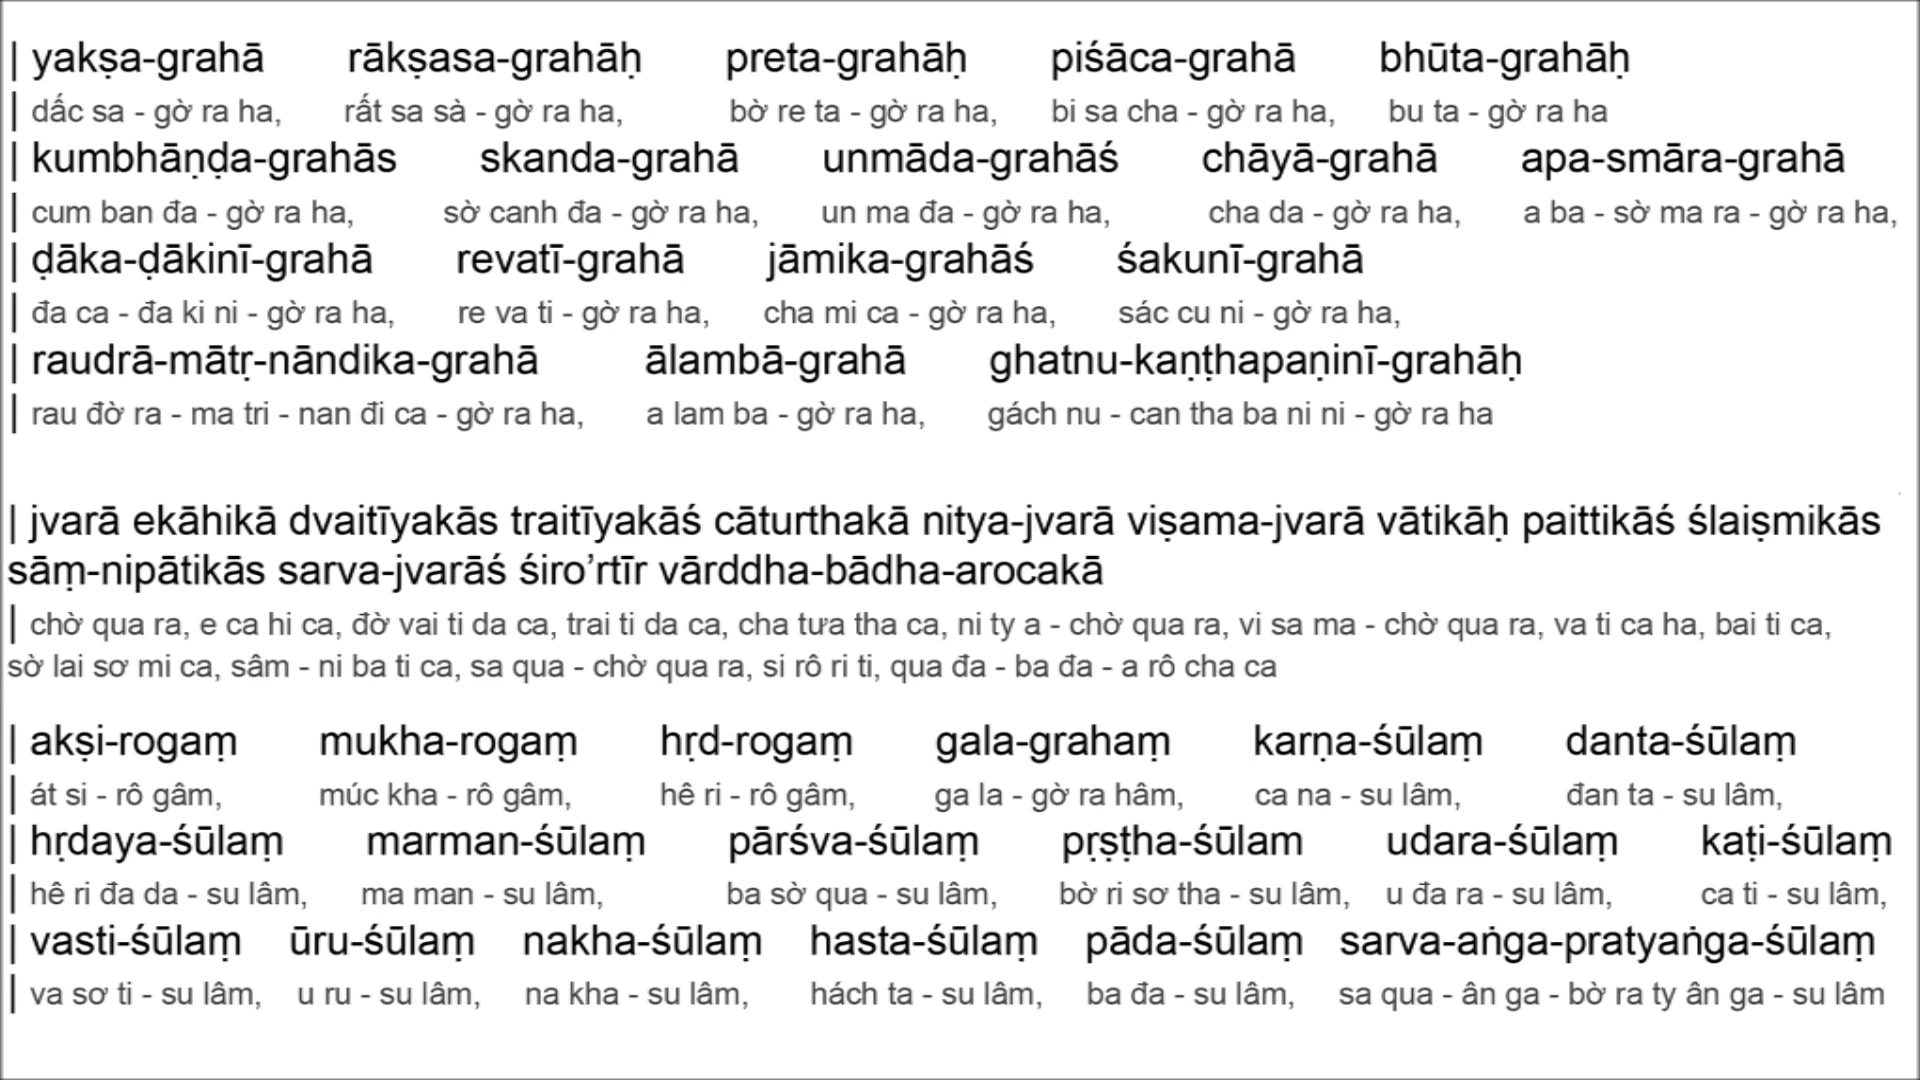 | yakṣa-grahā rākṣasa-grahāḥ preta-grahāḥ piśāca-grahā bhūta-grahāḥ
| dấc sa - gờ ra ha, rất sa sà - gờ ra ha, bờ re ta - gờ ra ha, bi sa cha - gờ ra ha, bu ta - gờ ra ha
| kumbhāṇḍa-grahās skanda-grahā unmāda-grahāś chāyā-grahā apa-smāra-grahā
| cum ban đa - gờ ra ha, sờ canh đa - gờ ra ha, un ma đa - gờ ra ha, cha da - gờ ra ha, a ba - sờ ma ra - gờ ra ha,
| ḍāka-ḍākinī-grahā revatī-grahā jāmika-grahāś śakunī-grahā
| đa ca - đa ki ni - gờ ra ha, re va ti - gờ ra ha, cha mi ca - gờ ra ha, sác cu ni - gờ ra ha,
| raudrā-mātṛ-nāndika-grahā ālambā-grahā ghatnu-kaṇṭhapaṇinī-grahāḥ
| rau đờ ra - ma tri - nan đi ca - gờ ra ha, a lam ba - gờ ra ha, gách nu - can tha ba ni ni - gờ ra ha
| jvarā ekāhikā dvaitīyakās traitīyakāś cāturthakā nitya-jvarā viṣama-jvarā vātikāḥ paittikāś ślaiṣmikās
sāṃ-nipātikās sarva-jvarāś śiro’rtīr vārddha-bādha-arocakā
| chờ qua ra, e ca hi ca, đờ vai ti da ca, trai ti da ca, cha tưa tha ca, ni ty a - chờ qua ra, vi sa ma - chờ qua ra, va ti ca ha, bai ti ca,
sờ lai sơ mi ca, sâm - ni ba ti ca, sa qua - chờ qua ra, si rô ri ti, qua đa - ba đa - a rô cha ca
| akṣi-rogaṃ mukha-rogaṃ hṛd-rogaṃ gala-grahaṃ karṇa-śūlaṃ danta-śūlaṃ
| át si - rô gâm, múc kha - rô gâm, hê ri - rô gâm, ga la - gờ ra hâm, ca na - su lâm, đan ta - su lâm,
| hṛdaya-śūlaṃ marman-śūlaṃ pārśva-śūlaṃ pṛṣṭha-śūlam udara-śūlaṃ kaṭi-śūlaṃ
| hê ri đa da - su lâm, ma man - su lâm, ba sờ qua - su lâm, bờ ri sơ tha - su lâm, u đa ra - su lâm, ca ti - su lâm,
| vasti-śūlaṃ ūru-śūlaṃ nakha-śūlaṃ hasta-śūlaṃ pāda-śūlaṃ sarva-aṅga-pratyaṅga-śūlaṃ
| va sơ ti - su lâm, u ru - su lâm, na kha - su lâm, hách ta - su lâm, ba đa - su lâm, sa qua - ân ga - bờ ra ty ân ga - su lâm